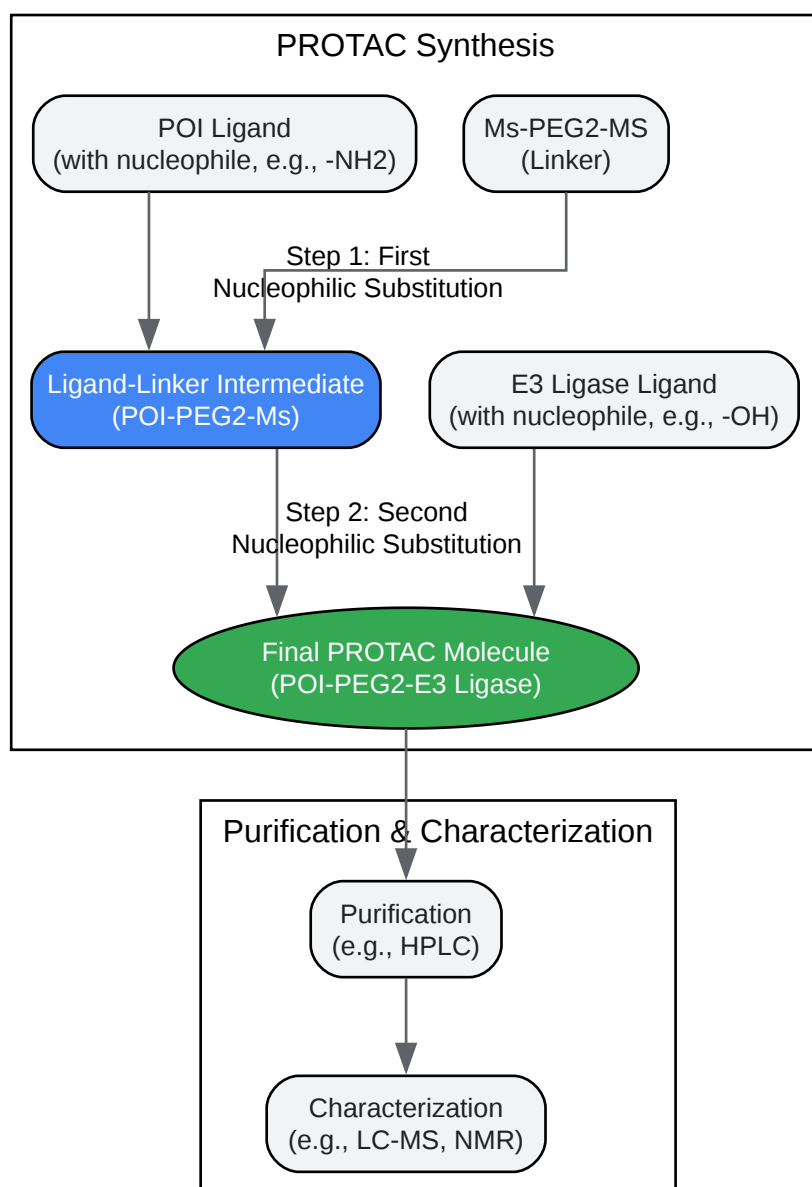 PROTAC Synthesis
POI Ligand
(with nucleophile, e.g., -NH2)
Ms-PEG2-MS
(Linker)
Step 1: First
Nucleophilic Substitution
Ligand-Linker Intermediate
(POI-PEG2-Ms)
E3 Ligase Ligand
(with nucleophile, e.g., -OH)
Step 2: Second
Nucleophilic Substitution
Final PROTAC Molecule
(POI-PEG2-E3 Ligase)
Purification & Characterization
Purification
(e.g., HPLC)
Characterization
(e.g., LC-MS, NMR)